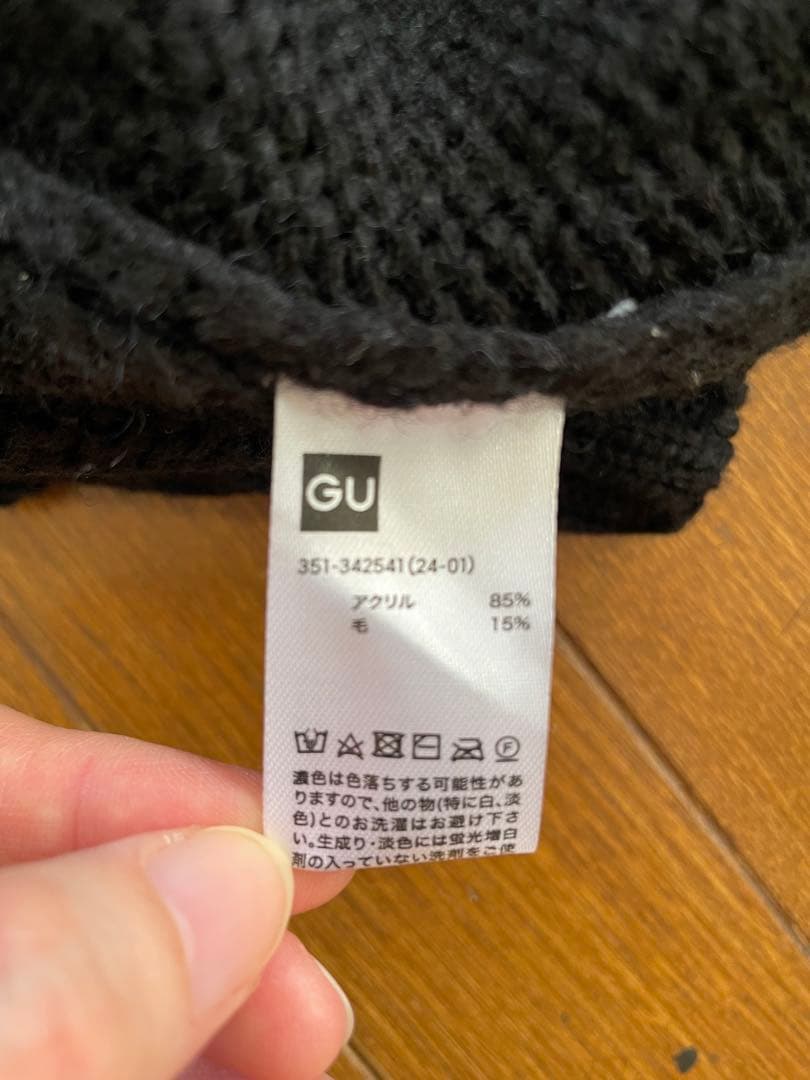 GU
351-342541(24-01)
アクリル 85%
毛 15%
F
濃色は色落ちする可能性があ
りますので、他の物(特に白、淡
色)とのお洗濯はお避け下さ
い。生成り・淡色には蛍光増白
剤の入っていない洗剤をご使